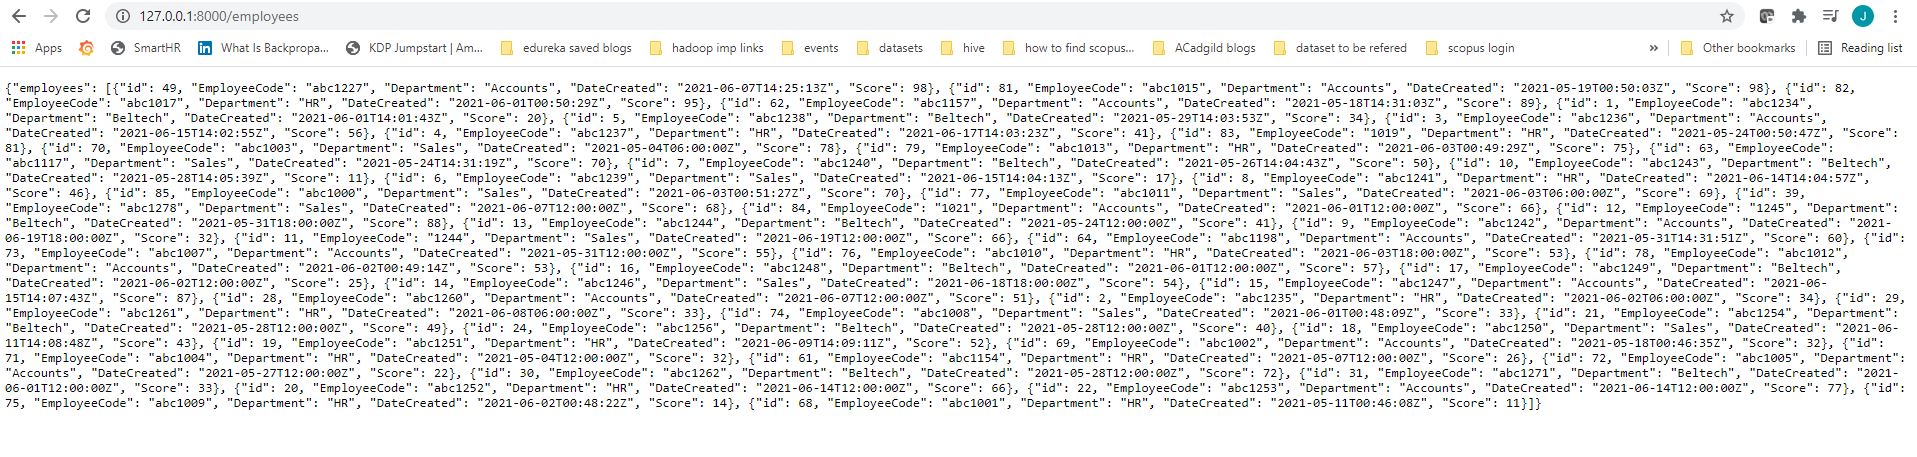 127.0.0.1:8000/employees
J
Apps SmartHR What Is Backpropa... KDP Jumpstart | Am... edureka saved blogs hadoop imp links events datasets hive how to find scopus... ACadgild blogs dataset to be refered scopus login » Other bookmarks Reading list
{"employees": [{"id": 49, "EmployeeCode": "abc1227", "Department": "Accounts", "DateCreated": "2021-06-07T14:25:13Z", "Score": 98}, {"id": 81, "EmployeeCode": "abc1015", "Department": "Accounts", "DateCreated": "2021-05-19T00:50:03Z", "Score": 98}, {"id": 82,
"EmployeeCode": "abc1017", "Department": "HR", "DateCreated": "2021-06-01T00:50:29Z", "Score": 95}, {"id": 62, "EmployeeCode": "abc1157", "Department": "Accounts", "DateCreated": "2021-05-18T14:31:03Z", "Score": 89}, {"id": 1, "EmployeeCode": "abc1234",
"Department": "Beltech", "DateCreated": "2021-06-01T14:01:43Z", "Score": 20}, {"id": 5, "EmployeeCode": "abc1238", "Department": "Beltech", "DateCreated": "2021-05-29T14:03:53Z", "Score": 34}, {"id": 3, "EmployeeCode": "abc1236", "Department": "Accounts",
"DateCreated": "2021-06-15T14:02:55Z", "Score": 56}, {"id": 4, "EmployeeCode": "abc1237", "Department": "HR", "DateCreated": "2021-06-17T14:03:23Z", "Score": 41}, {"id": 83, "EmployeeCode": "1019", "Department": "HR", "DateCreated": "2021-05-24T00:50:47Z", "Score":
81}, {"id": 70, "EmployeeCode": "abc1003", "Department": "Sales", "DateCreated": "2021-05-04T06:00:00Z", "Score": 78}, {"id": 79, "EmployeeCode": "abc1013", "Department": "HR", "DateCreated": "2021-06-03T00:49:29Z", "Score": 75}, {"id": 63, "EmployeeCode":
"abc1117", "Department": "Sales", "DateCreated": "2021-05-24T14:31:19Z", "Score": 70}, {"id": 7, "EmployeeCode": "abc1240", "Department": "Beltech", "DateCreated": "2021-05-26T14:04:43Z", "Score": 50}, {"id": 10, "EmployeeCode": "abc1243", "Department": "Beltech",
"DateCreated": "2021-05-28T14:05:39Z", "Score": 11}, {"id": 6, "EmployeeCode": "abc1239", "Department": "Sales", "DateCreated": "2021-06-15T14:04:13Z", "Score": 17}, {"id": 8, "EmployeeCode": "abc1241", "Department": "HR", "DateCreated": "2021-06-14T14:04:57Z",
"Score": 46}, {"id": 85, "EmployeeCode": "abc1000", "Department": "Sales", "DateCreated": "2021-06-03T00:51:27Z", "Score": 70}, {"id": 77, "EmployeeCode": "abc1011", "Department": "Sales", "DateCreated": "2021-06-03T06:00:00Z", "Score": 69}, {"id": 39,
"EmployeeCode": "abc1278", "Department": "Sales", "DateCreated": "2021-06-07T12:00:00Z", "Score": 68}, {"id": 84, "EmployeeCode": "1021", "Department": "Accounts", "DateCreated": "2021-06-01T12:00:00Z", "Score": 66}, {"id": 12, "EmployeeCode": "1245", "Department":
"Beltech", "DateCreated": "2021-05-31T18:00:00Z", "Score": 88}, {"id": 13, "EmployeeCode": "abc1244", "Department": "Beltech", "DateCreated": "2021-05-24T12:00:00Z", "Score": 41}, {"id": 9, "EmployeeCode": "abc1242", "Department": "Accounts", "DateCreated": "2021-
06-19T18:00:00Z", "Score": 32}, {"id": 11, "EmployeeCode": "1244", "Department": "Sales", "DateCreated": "2021-06-19T12:00:00Z", "Score": 66}, {"id": 64, "EmployeeCode": "abc1198", "Department": "Accounts", "DateCreated": "2021-05-31T14:31:51Z", "Score": 60}, {"id":
73, "EmployeeCode": "abc1007", "Department": "Accounts", "DateCreated": "2021-05-31T12:00:00Z", "Score": 55}, {"id": 76, "EmployeeCode": "abc1010", "Department": "HR", "DateCreated": "2021-06-03T18:00:00Z", "Score": 53}, {"id": 78, "EmployeeCode": "abc1012",
"Department": "Accounts", "DateCreated": "2021-06-02T00:49:14Z", "Score": 53}, {"id": 16, "EmployeeCode": "abc1248", "Department": "Beltech", "DateCreated": "2021-06-01T12:00:00Z", "Score": 57}, {"id": 17, "EmployeeCode": "abc1249", "Department": "Beltech",
"DateCreated": "2021-06-02T12:00:00Z", "Score": 25}, {"id": 14, "EmployeeCode": "abc1246", "Department": "Sales", "DateCreated": "2021-06-18T18:00:00Z", "Score": 54}, {"id": 15, "EmployeeCode": "abc1247", "Department": "Accounts", "DateCreated": "2021-06-
15T14:07:43Z", "Score": 87}, {"id": 28, "EmployeeCode": "abc1260", "Department": "Accounts", "DateCreated": "2021-06-07T12:00:00Z", "Score": 51}, {"id": 2, "EmployeeCode": "abc1235", "Department": "HR", "DateCreated": "2021-06-02T06:00:00Z", "Score": 34}, {"id": 29,
"EmployeeCode": "abc1261", "Department": "HR", "DateCreated": "2021-06-08T06:00:00Z", "Score": 33}, {"id": 74, "EmployeeCode": "abc1008", "Department": "Sales", "DateCreated": "2021-06-01T00:48:09Z", "Score": 33}, {"id": 21, "EmployeeCode": "abc1254", "Department":
"Beltech", "DateCreated": "2021-05-28T12:00:00Z", "Score": 49}, {"id": 24, "EmployeeCode": "abc1256", "Department": "Beltech", "DateCreated": "2021-05-28T12:00:00Z", "Score": 40}, {"id": 18, "EmployeeCode": "abc1250", "Department": "Sales", "DateCreated": "2021-06-
11T14:08:48Z", "Score": 43}, {"id": 19, "EmployeeCode": "abc1251", "Department": "HR", "DateCreated": "2021-06-09T14:09:11Z", "Score": 52}, {"id": 69, "EmployeeCode": "abc1002", "Department": "Accounts", "DateCreated": "2021-05-18T00:46:35Z", "Score": 32}, {"id":
71, "EmployeeCode": "abc1004", "Department": "HR", "DateCreated": "2021-05-04T12:00:00Z", "Score": 32}, {"id": 61, "EmployeeCode": "abc1154", "Department": "HR", "DateCreated": "2021-05-07T12:00:00Z", "Score": 26}, {"id": 72, "EmployeeCode": "abc1005", "Department":
"Accounts", "DateCreated": "2021-05-27T12:00:00Z", "Score": 22}, {"id": 30, "EmployeeCode": "abc1262", "Department": "Beltech", "DateCreated": "2021-05-28T12:00:00Z", "Score": 72}, {"id": 31, "EmployeeCode": "abc1271", "Department": "Beltech", "DateCreated": "2021-
06-01T12:00:00Z", "Score": 33}, {"id": 20, "EmployeeCode": "abc1252", "Department": "HR", "DateCreated": "2021-06-14T12:00:00Z", "Score": 66}, {"id": 22, "EmployeeCode": "abc1253", "Department": "Accounts", "DateCreated": "2021-06-14T12:00:00Z", "Score": 77}, {"id":
75, "EmployeeCode": "abc1009", "Department": "HR", "DateCreated": "2021-06-02T00:48:22Z", "Score": 14}, {"id": 68, "EmployeeCode": "abc1001", "Department": "HR", "DateCreated": "2021-05-11T00:46:08Z", "Score": 11}]}